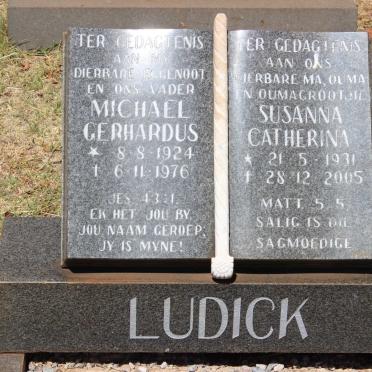 TER GEDAGTENIS
AAN MY
DIERBARE EGGENOOT
EN ONS VADER
MICHAEL
GERHARDUS
* 8-8-1924
† 6-11-1976
JES. 43:1.
EK HET JOU BY
JOU NAAM GEROEP;
JY IS MYNE!
TER GEDAGTENIS
AAN ONS
DIERBARE MA, OUMA
EN OUMAGROOTJIE
SUSANNA
CATHERINA
* 21-5-1931
† 28-12-2005
MATT. 5:5.
SALIG IS DIE
SAGMOEDIGE
LUDICK